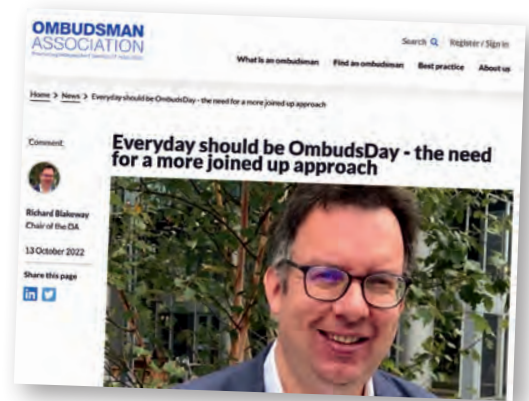 OMBUDSMAN
ASSOCIATION
Search Register / Sign in
What is an ombudsman Find an ombudsman Best practice About us
Home > News > Everyday should be OmbudsDay - the need for a more joined up approach
Comment
Everyday should be OmbudsDay - the need
for a more joined up approach
Richard Blakeway
Chair of the OA
13 October 2022
Share this page
in